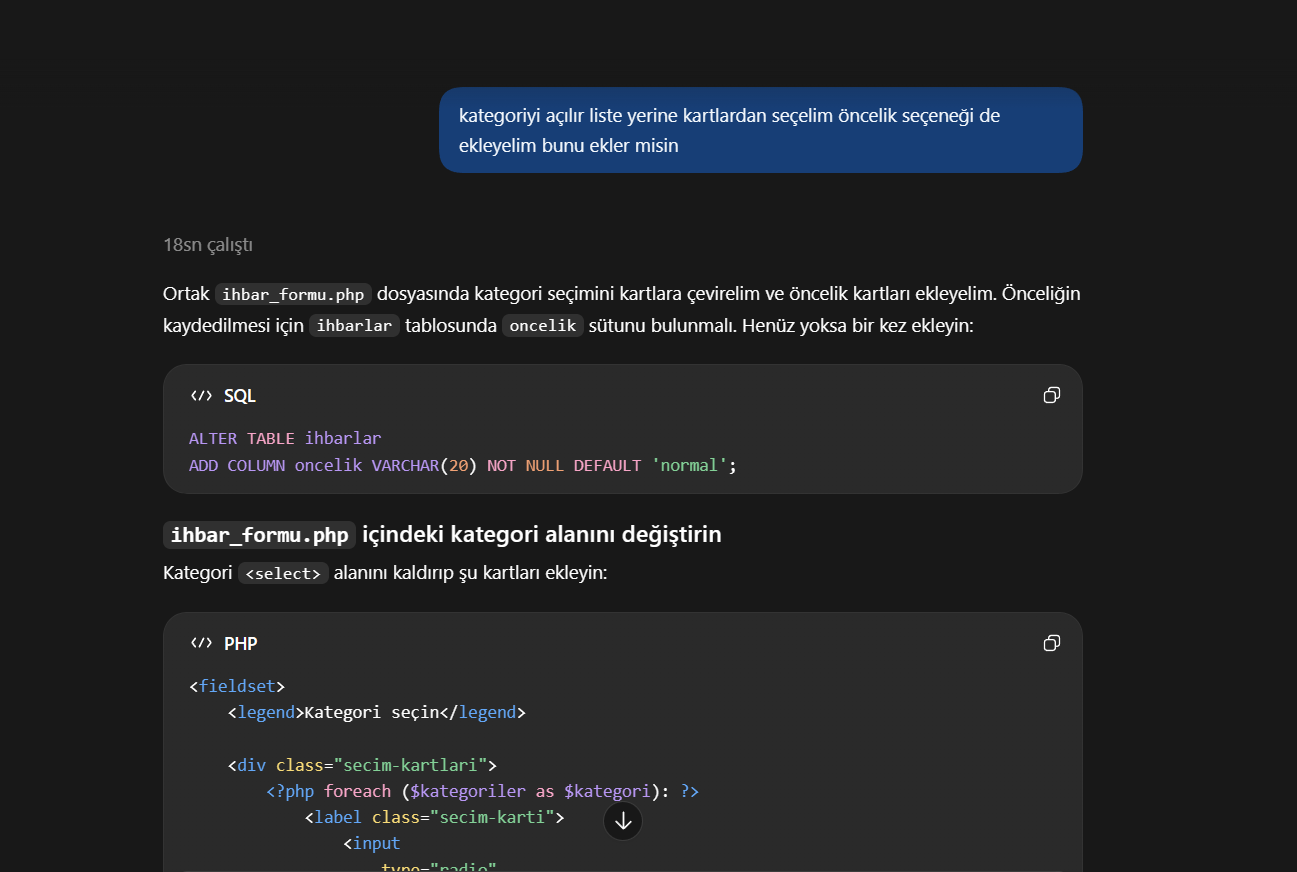 kategoriyi açılır liste yerine kartlardan seçelim öncelik seçeneği de
ekleyelim bunu ekler misin
18sn çalıştı
Ortak ihbar_formu.php dosyasında kategori seçimini kartlara çevirelim ve öncelik kartları ekleyelim. Önceliğin
kaydedilmesi için ihbarlar tablosunda oncelik sütunu bulunmalı. Henüz yoksa bir kez ekleyin:
</> SQL
ALTER TABLE ihbarlar
ADD COLUMN oncelik VARCHAR(20) NOT NULL DEFAULT 'normal';
ihbar_formu.php içindeki kategori alanını değiştirin
Kategori <select> alanını kaldırıp şu kartları ekleyin:
</> PHP
<fieldset>
    <legend>Kategori seçin</legend>
    <div class="secim-kartlari">
        <?php foreach ($kategoriler as $kategori): ?>
            <label class="secim-karti">
                <input
                    type="radio"